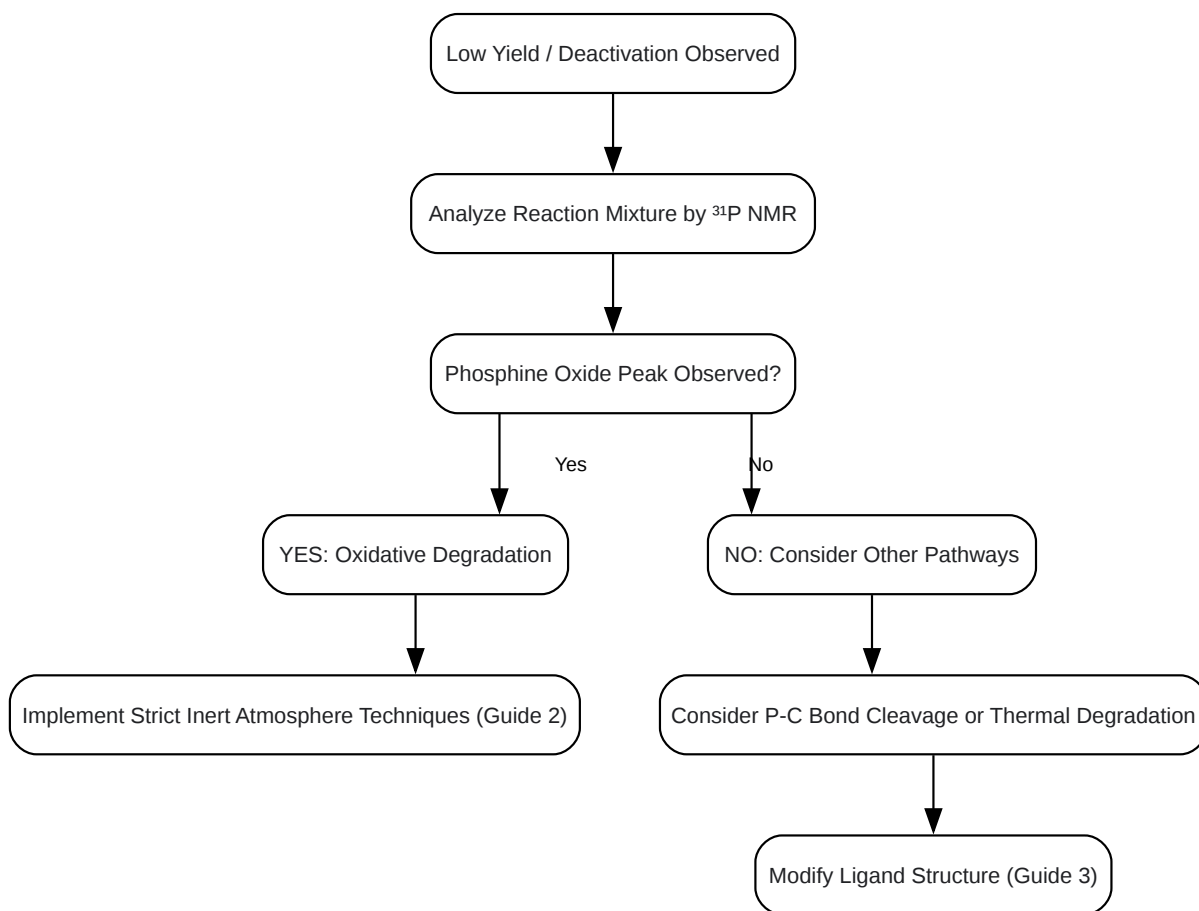 Low Yield / Deactivation Observed
Analyze Reaction Mixture by ³¹P NMR
Phosphine Oxide Peak Observed?
Yes
No
YES: Oxidative Degradation
NO: Consider Other Pathways
Implement Strict Inert Atmosphere Techniques (Guide 2)
Consider P-C Bond Cleavage or Thermal Degradation
Modify Ligand Structure (Guide 3)